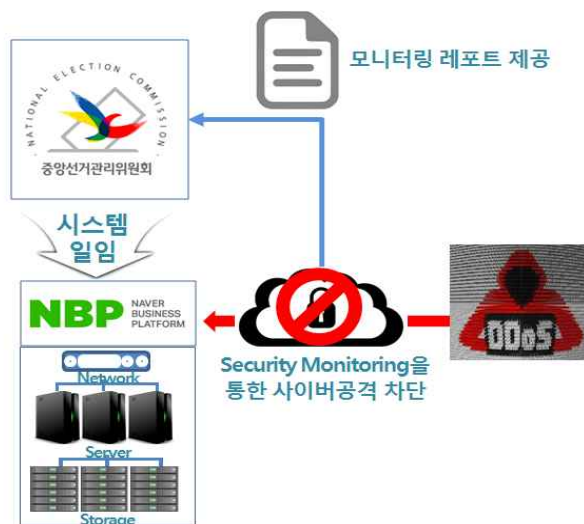 모니터링 레포트 제공
NATIONAL ELECTION COMMISSION
중앙선거관리위원회
시스템
일임
NBP NAVER
BUSINESS
PLATFORM
DDoS
Security Monitoring을
통한 사이버공격 차단
Network
Server
Storage